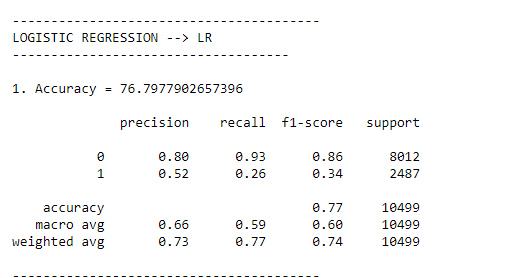 ----------------------------------------
LOGISTIC REGRESSION --> LR
------------------------------------
1. Accuracy = 76.7977902657396
precision recall f1-score support
0 0.80 0.93 0.86 8012
1 0.52 0.26 0.34 2487
accuracy 0.77 10499
macro avg 0.66 0.59 0.60 10499
weighted avg 0.73 0.77 0.74 10499
----------------------------------------